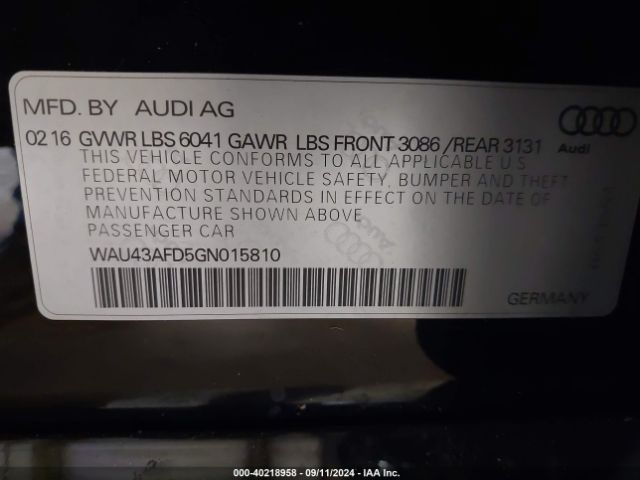 MFD. BY AUDI AG
02 16 GVWR LBS 6041 GAWR LBS FRONT 3086 /REAR 3131
Audi
THIS VEHICLE CONFORMS TO ALL APPLICABLE U.S
FEDERAL MOTOR VEHICLE SAFETY, BUMPER AND THEFT
PREVENTION STANDARDS IN EFFECT ON THE DATE OF
MANUFACTURE SHOWN ABOVE
PASSENGER CAR
WAU43AFD5GN015810
GERMANY
000-40218958 - 09/11/2024 - IAA Inc.